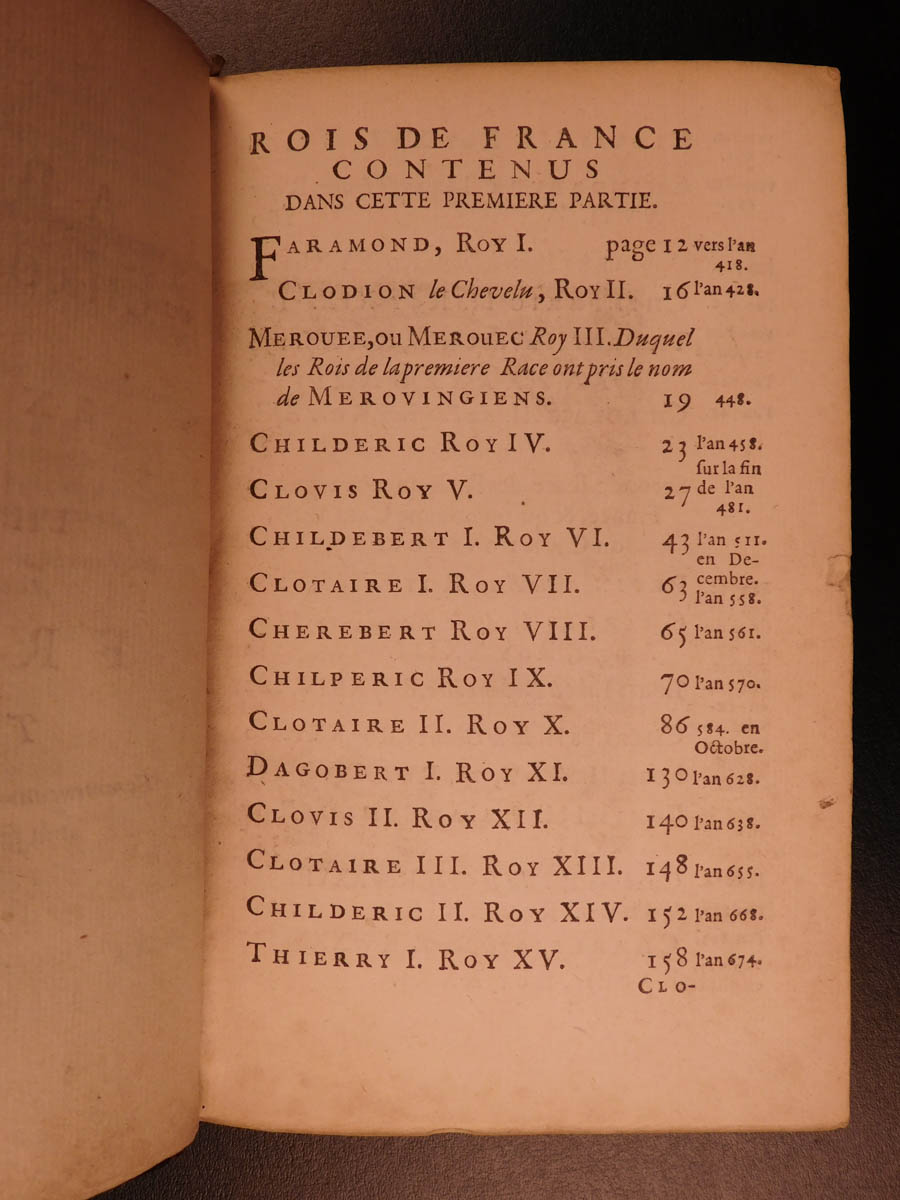 ROIS DE FRANCE
CONTENUS
DANS CETTE PREMIERE PARTIE.
FARAMOND, ROY I. page 12 vers l'an
418.
CLODION le Chevelu, ROY II. 16 l'an 428.
MEROUEE, OU MEROUEC Roy III. Duquel
les Rois de la premiere Race ont pris le nom
de MEROVINGIENS. 19 448.
CHILDERIC ROY IV. 23 l'an 458.
ſur la fin
CLOVIS ROY V. 27 de l'an
481.
CHILDEBERT I. ROY VI. 43 l'an 511.
en De-
cembre.
CLOTAIRE I. ROY VII. 63 l'an 558.
CHEREBERT ROY VIII. 65 l'an 561.
CHILPERIC ROY IX. 70 l'an 570.
CLOTAIRE II. ROY X. 86 584. en
Octobre.
DAGOBERT I. ROY XI. 130 l'an 628.
CLOVIS II. ROY XII. 140 l'an 638.
CLOTAIRE III. ROY XIII. 148 l'an 655.
CHILDERIC II. ROY XIV. 152 l'an 668.
THIERRY I. ROY XV. 158 l'an 674.
CLO-